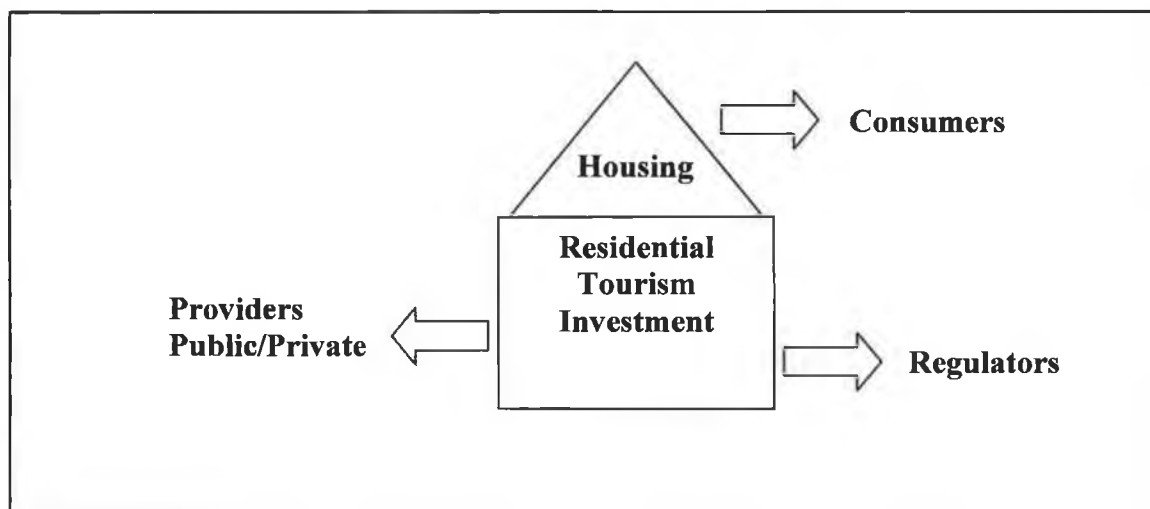 Consumers
Housing
Residential
Tourism
Investment
Providers
Public/Private
Regulators